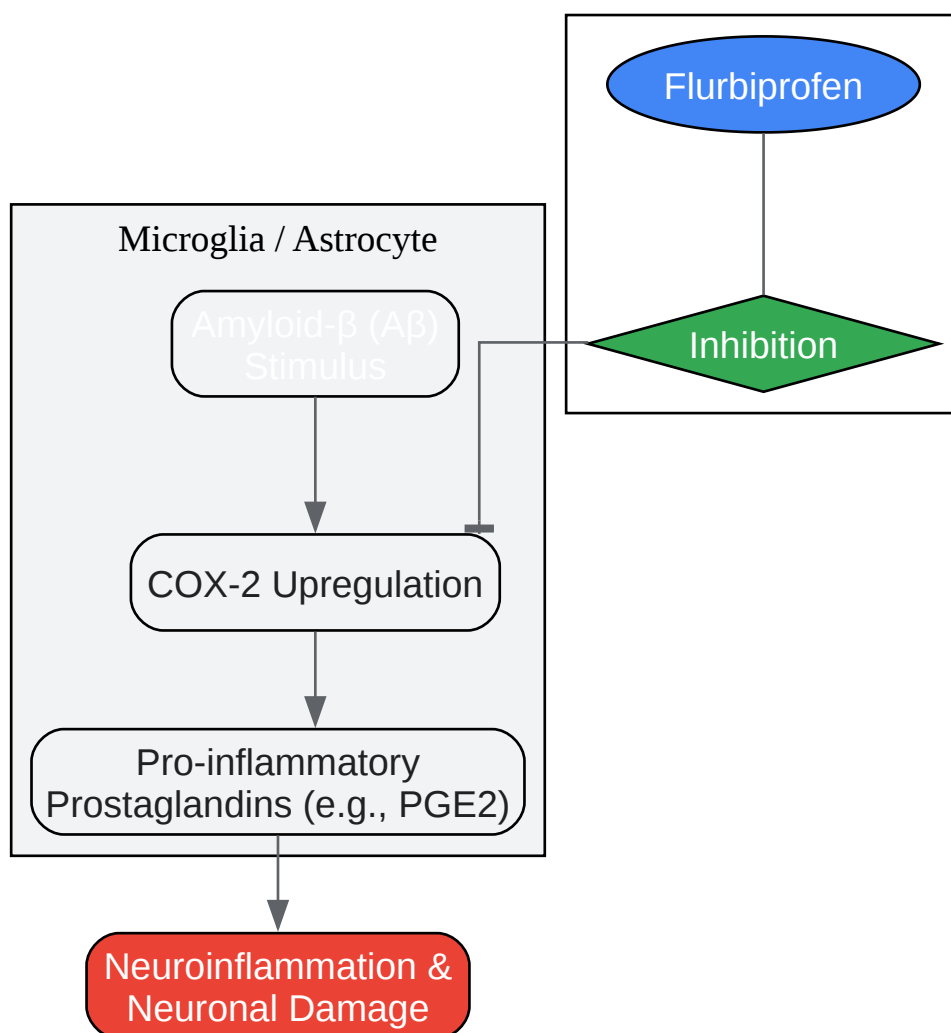 Flurbiprofen
Microglia / Astrocyte
Amyloid-β (Aβ)
Stimulus
Inhibition
COX-2 Upregulation
Pro-inflammatory
Prostaglandins (e.g., PGE2)
Neuroinflammation &
Neuronal Damage